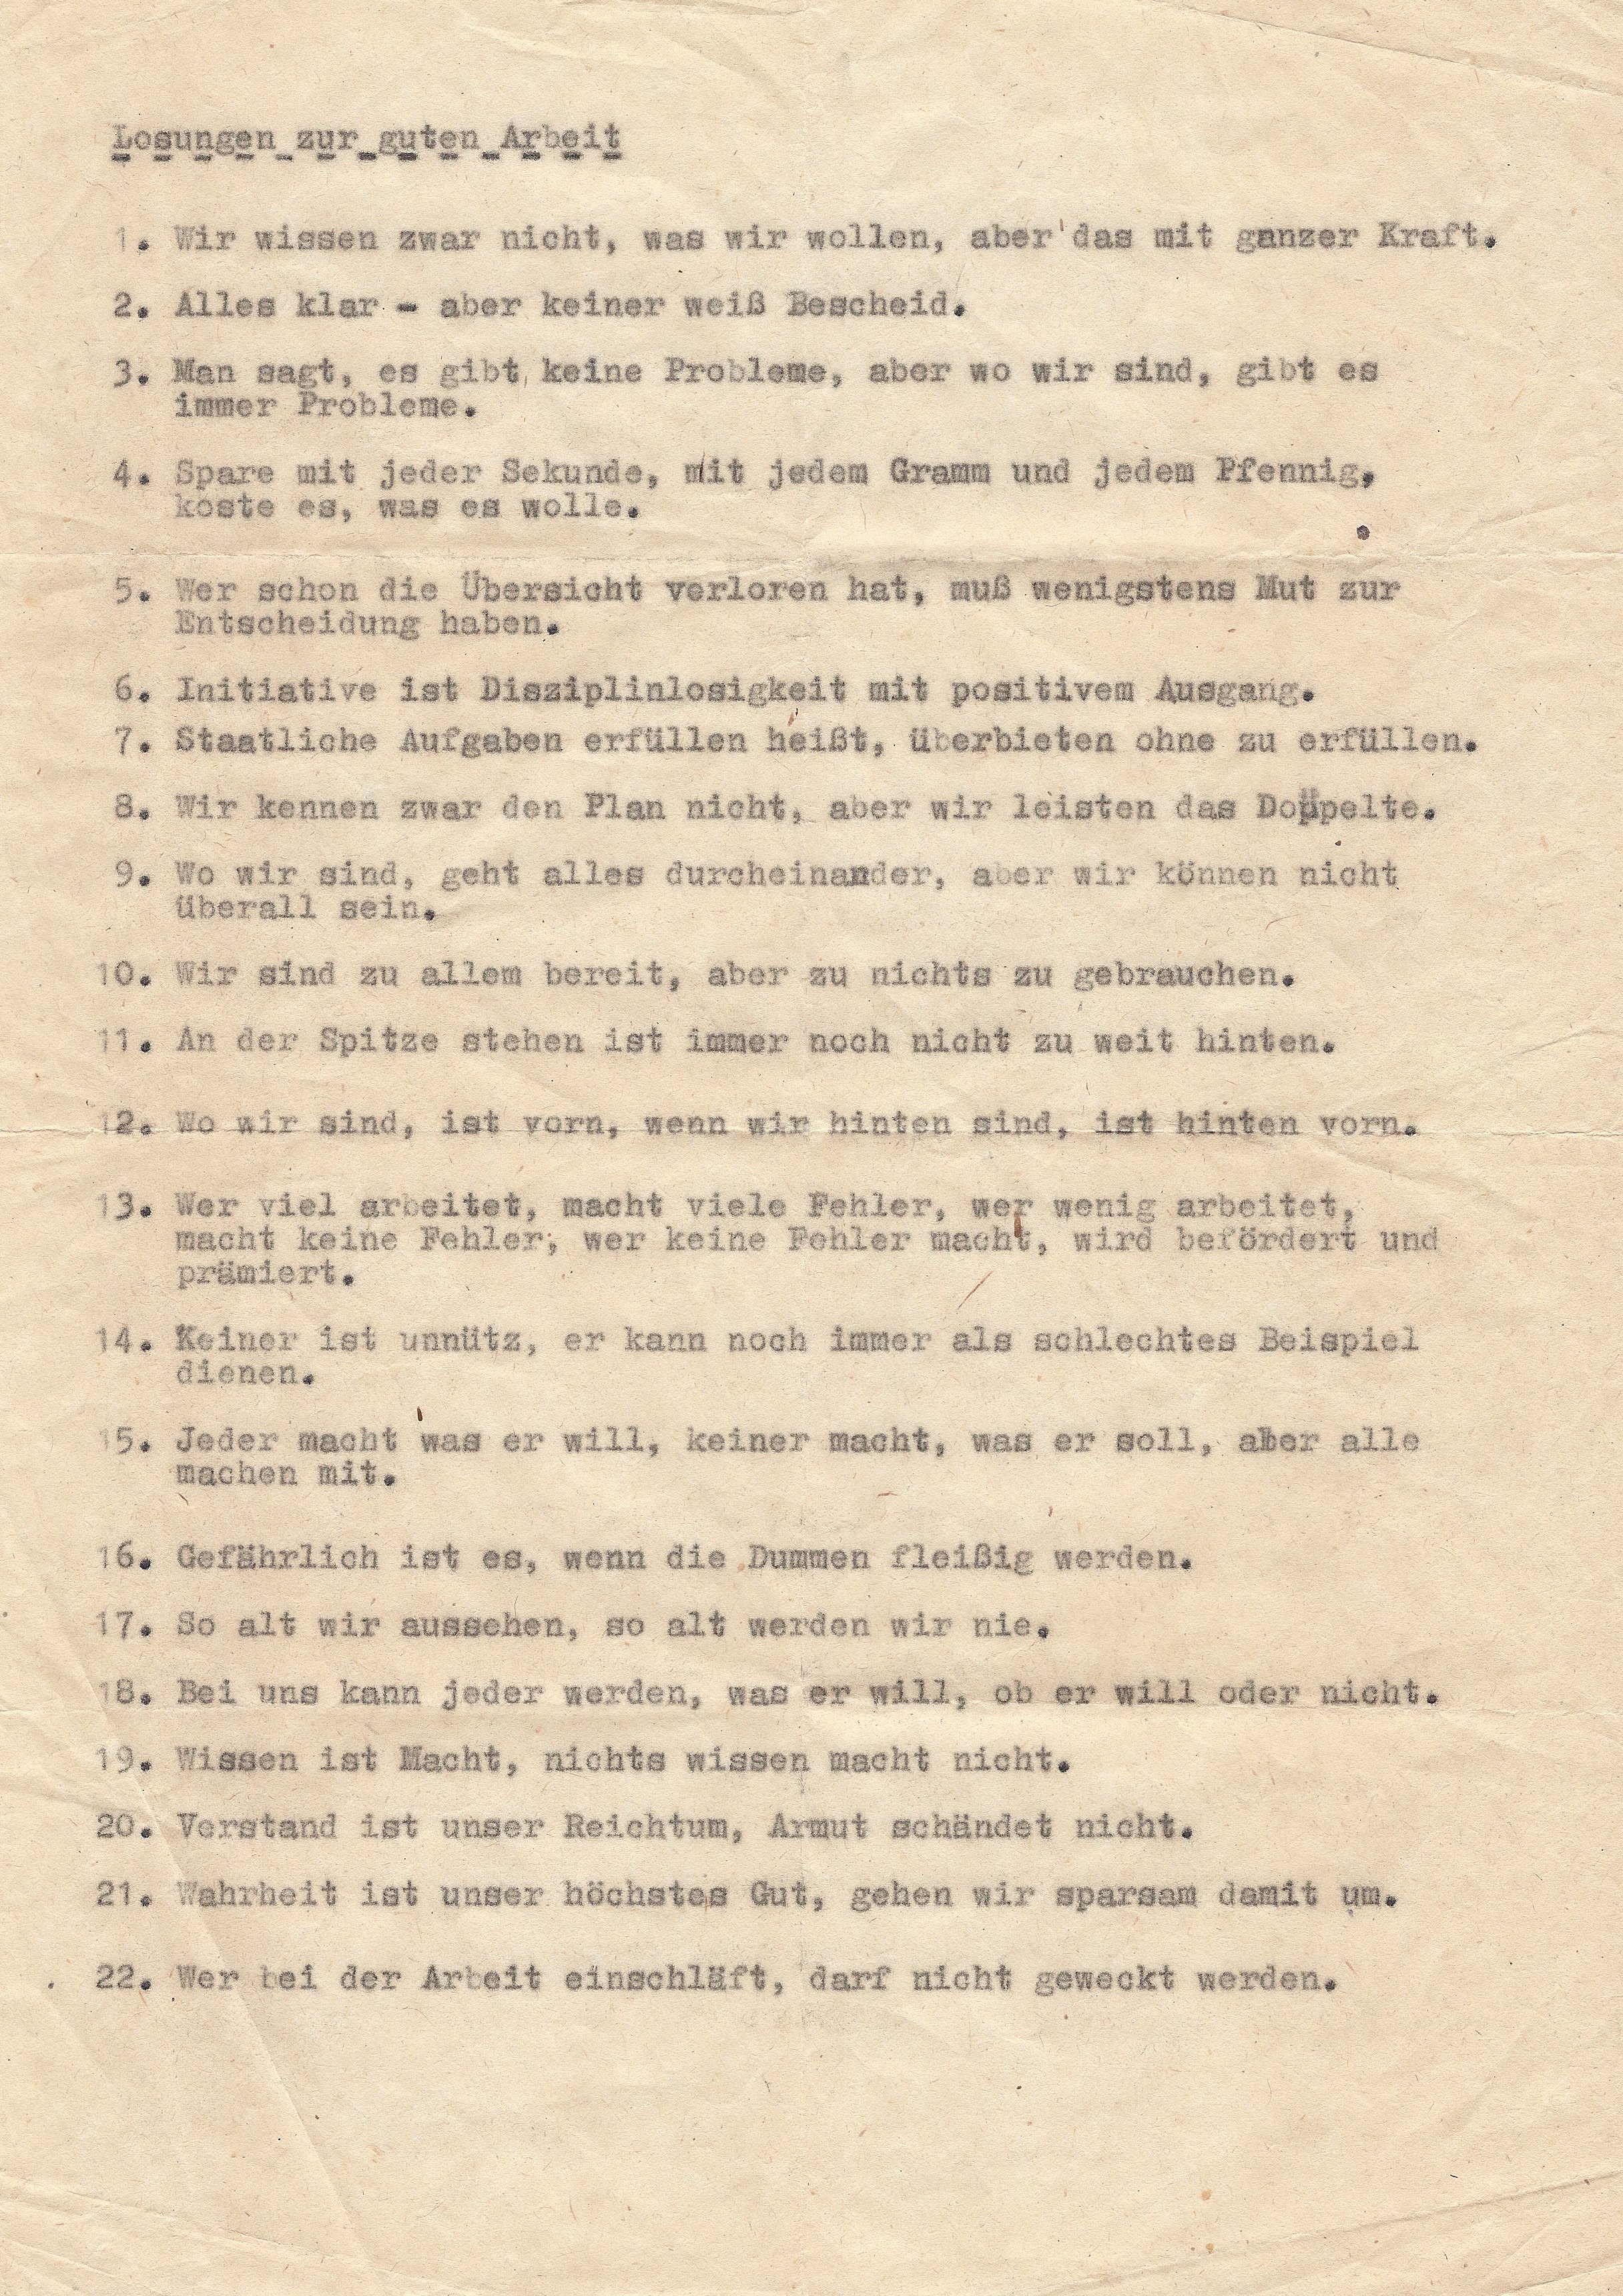 Losungen zur guten Arbeit
1. Wir wissen zwar nicht, was wir wollen, aber das mit ganzer Kraft.
2. Alles klar - aber keiner weiß Bescheid.
3. Man sagt, es gibt keine Probleme, aber wo wir sind, gibt es
immer Probleme.
4. Spare mit jeder Sekunde, mit jedem Gramm und jedem Pfennig,
koste es, was es wolle.
5. Wer schon die Übersicht verloren hat, muß wenigstens Mut zur
Entscheidung haben.
6. Initiative ist Disziplinlosigkeit mit positivem Ausgang.
7. Staatliche Aufgaben erfüllen heißt, überbieten ohne zu erfüllen.
8. Wir kennen zwar den Plan nicht, aber wir leisten das Doppelte.
9. Wo wir sind, geht alles durcheinander, aber wir können nicht
überall sein.
10. Wir sind zu allem bereit, aber zu nichts zu gebrauchen.
11. An der Spitze stehen ist immer noch nicht zu weit hinten.
12. Wo wir sind, ist vorn, wenn wir hinten sind, ist hinten vorn.
13. Wer viel arbeitet, macht viele Fehler, wer wenig arbeitet,
macht keine Fehler, wer keine Fehler macht, wird befördert und
prämiert.
14. Keiner ist unnütz, er kann noch immer als schlechtes Beispiel
dienen.
15. Jeder macht was er will, keiner macht, was er soll, aber alle
machen mit.
16. Gefährlich ist es, wenn die Dummen fleißig werden.
17. So alt wir aussehen, so alt werden wir nie.
18. Bei uns kann jeder werden, was er will, ob er will oder nicht.
19. Wissen ist Macht, nichts wissen macht nicht.
20. Verstand ist unser Reichtum, Armut schändet nicht.
21. Wahrheit ist unser höchstes Gut, gehen wir sparsam damit um.
22. Wer bei der Arbeit einschläft, darf nicht geweckt werden.